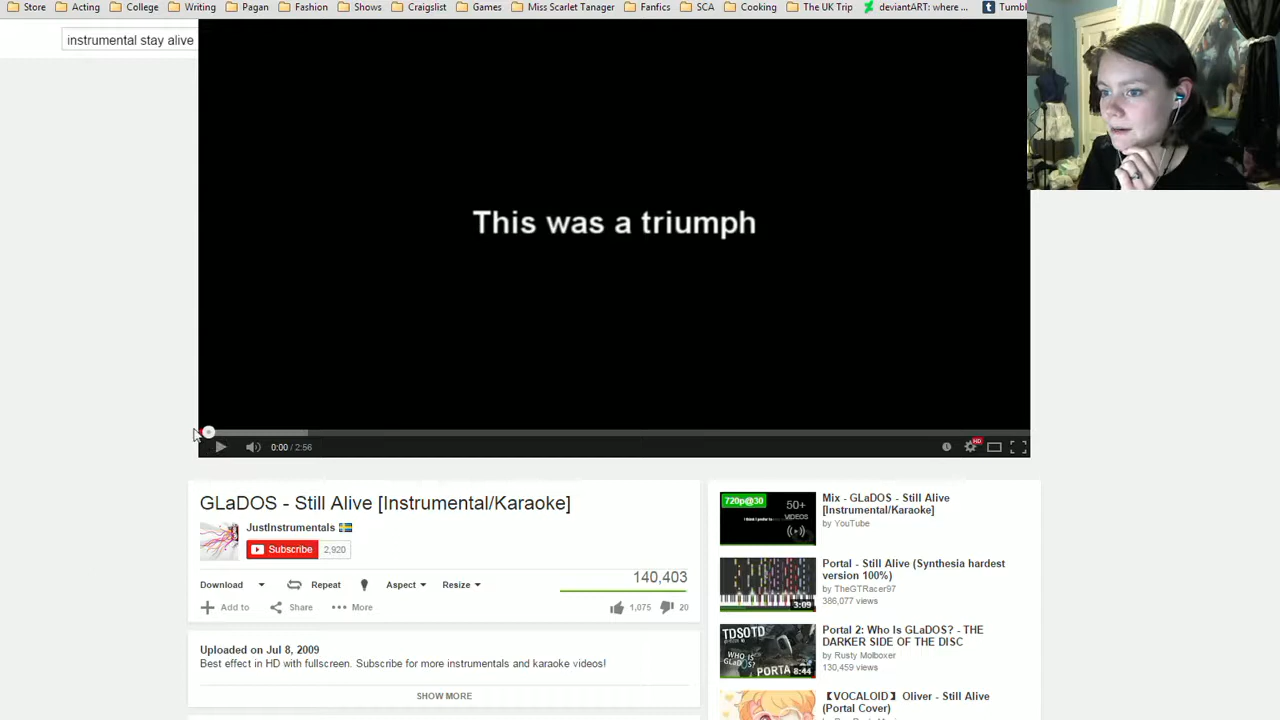 Store Acting College Writing Pagan Fashion Shows Craigslist Games Miss Scarlet Tanager Fanfics SCA Cooking The UK Trip deviantART: where ... Tumbl
instrumental stay alive
This was a triumph
0:00 / 2:56
HD
GLaDOS - Still Alive [Instrumental/Karaoke]
JustInstrumentals
Subscribe 2,920
Download Repeat Aspect Resize
140,403
Add to Share More
1,075 20
Uploaded on Jul 8, 2009
Best effect in HD with fullscreen. Subscribe for more instrumentals and karaoke videos!
SHOW MORE
720p@30
50+
VIDEOS
Mix - GLaDOS - Still Alive
[Instrumental/Karaoke]
by YouTube
3:09
Portal - Still Alive (Synthesia hardest
version 100%)
by TheGTRacer97
386,077 views
TDSOTD
WHO IS
GLaDOS?
PORTA
8:44
Portal 2: Who Is GLaDOS? - THE
DARKER SIDE OF THE DISC
by Rusty Molboxer
130,459 views
【VOCALOID】 Oliver - Still Alive
(Portal Cover)